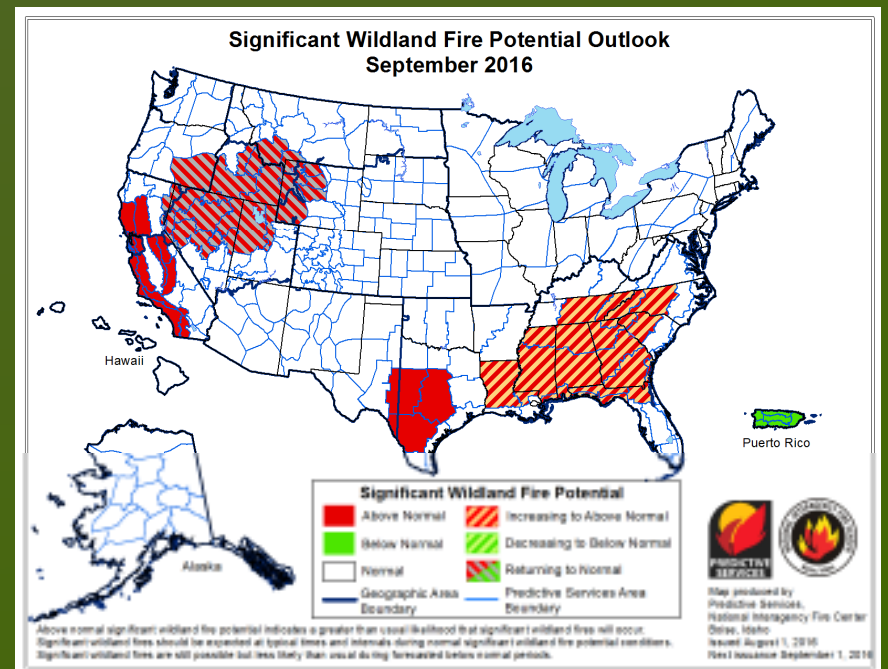 Significant Wildland Fire Potential Outlook
September 2016
Hawaii
Puerto Rico
Alaska
Significant Wildland Fire Potential
Above Normal
Increasing to Above Normal
Below Normal
Decreasing to Below Normal
Normal
Returning to Normal
Geographic Area
Boundary
Predictive Services Area
Boundary
PREDICTIVE
SERVICES
Map produced by
Predictive Services,
National Interagency Fire Center
Boise, Idaho
Issued August 1, 2016
Next issuance September 1, 2016
Above normal significant wildland fire potential indicates a greater than usual likelihood that significant wildland fires will occur.
Significant wildland fires should be expected at typical times and intervals during normal significant wildland fire potential conditions.
Significant wildland fires are still possible but less likely than usual during forecasted below normal periods.